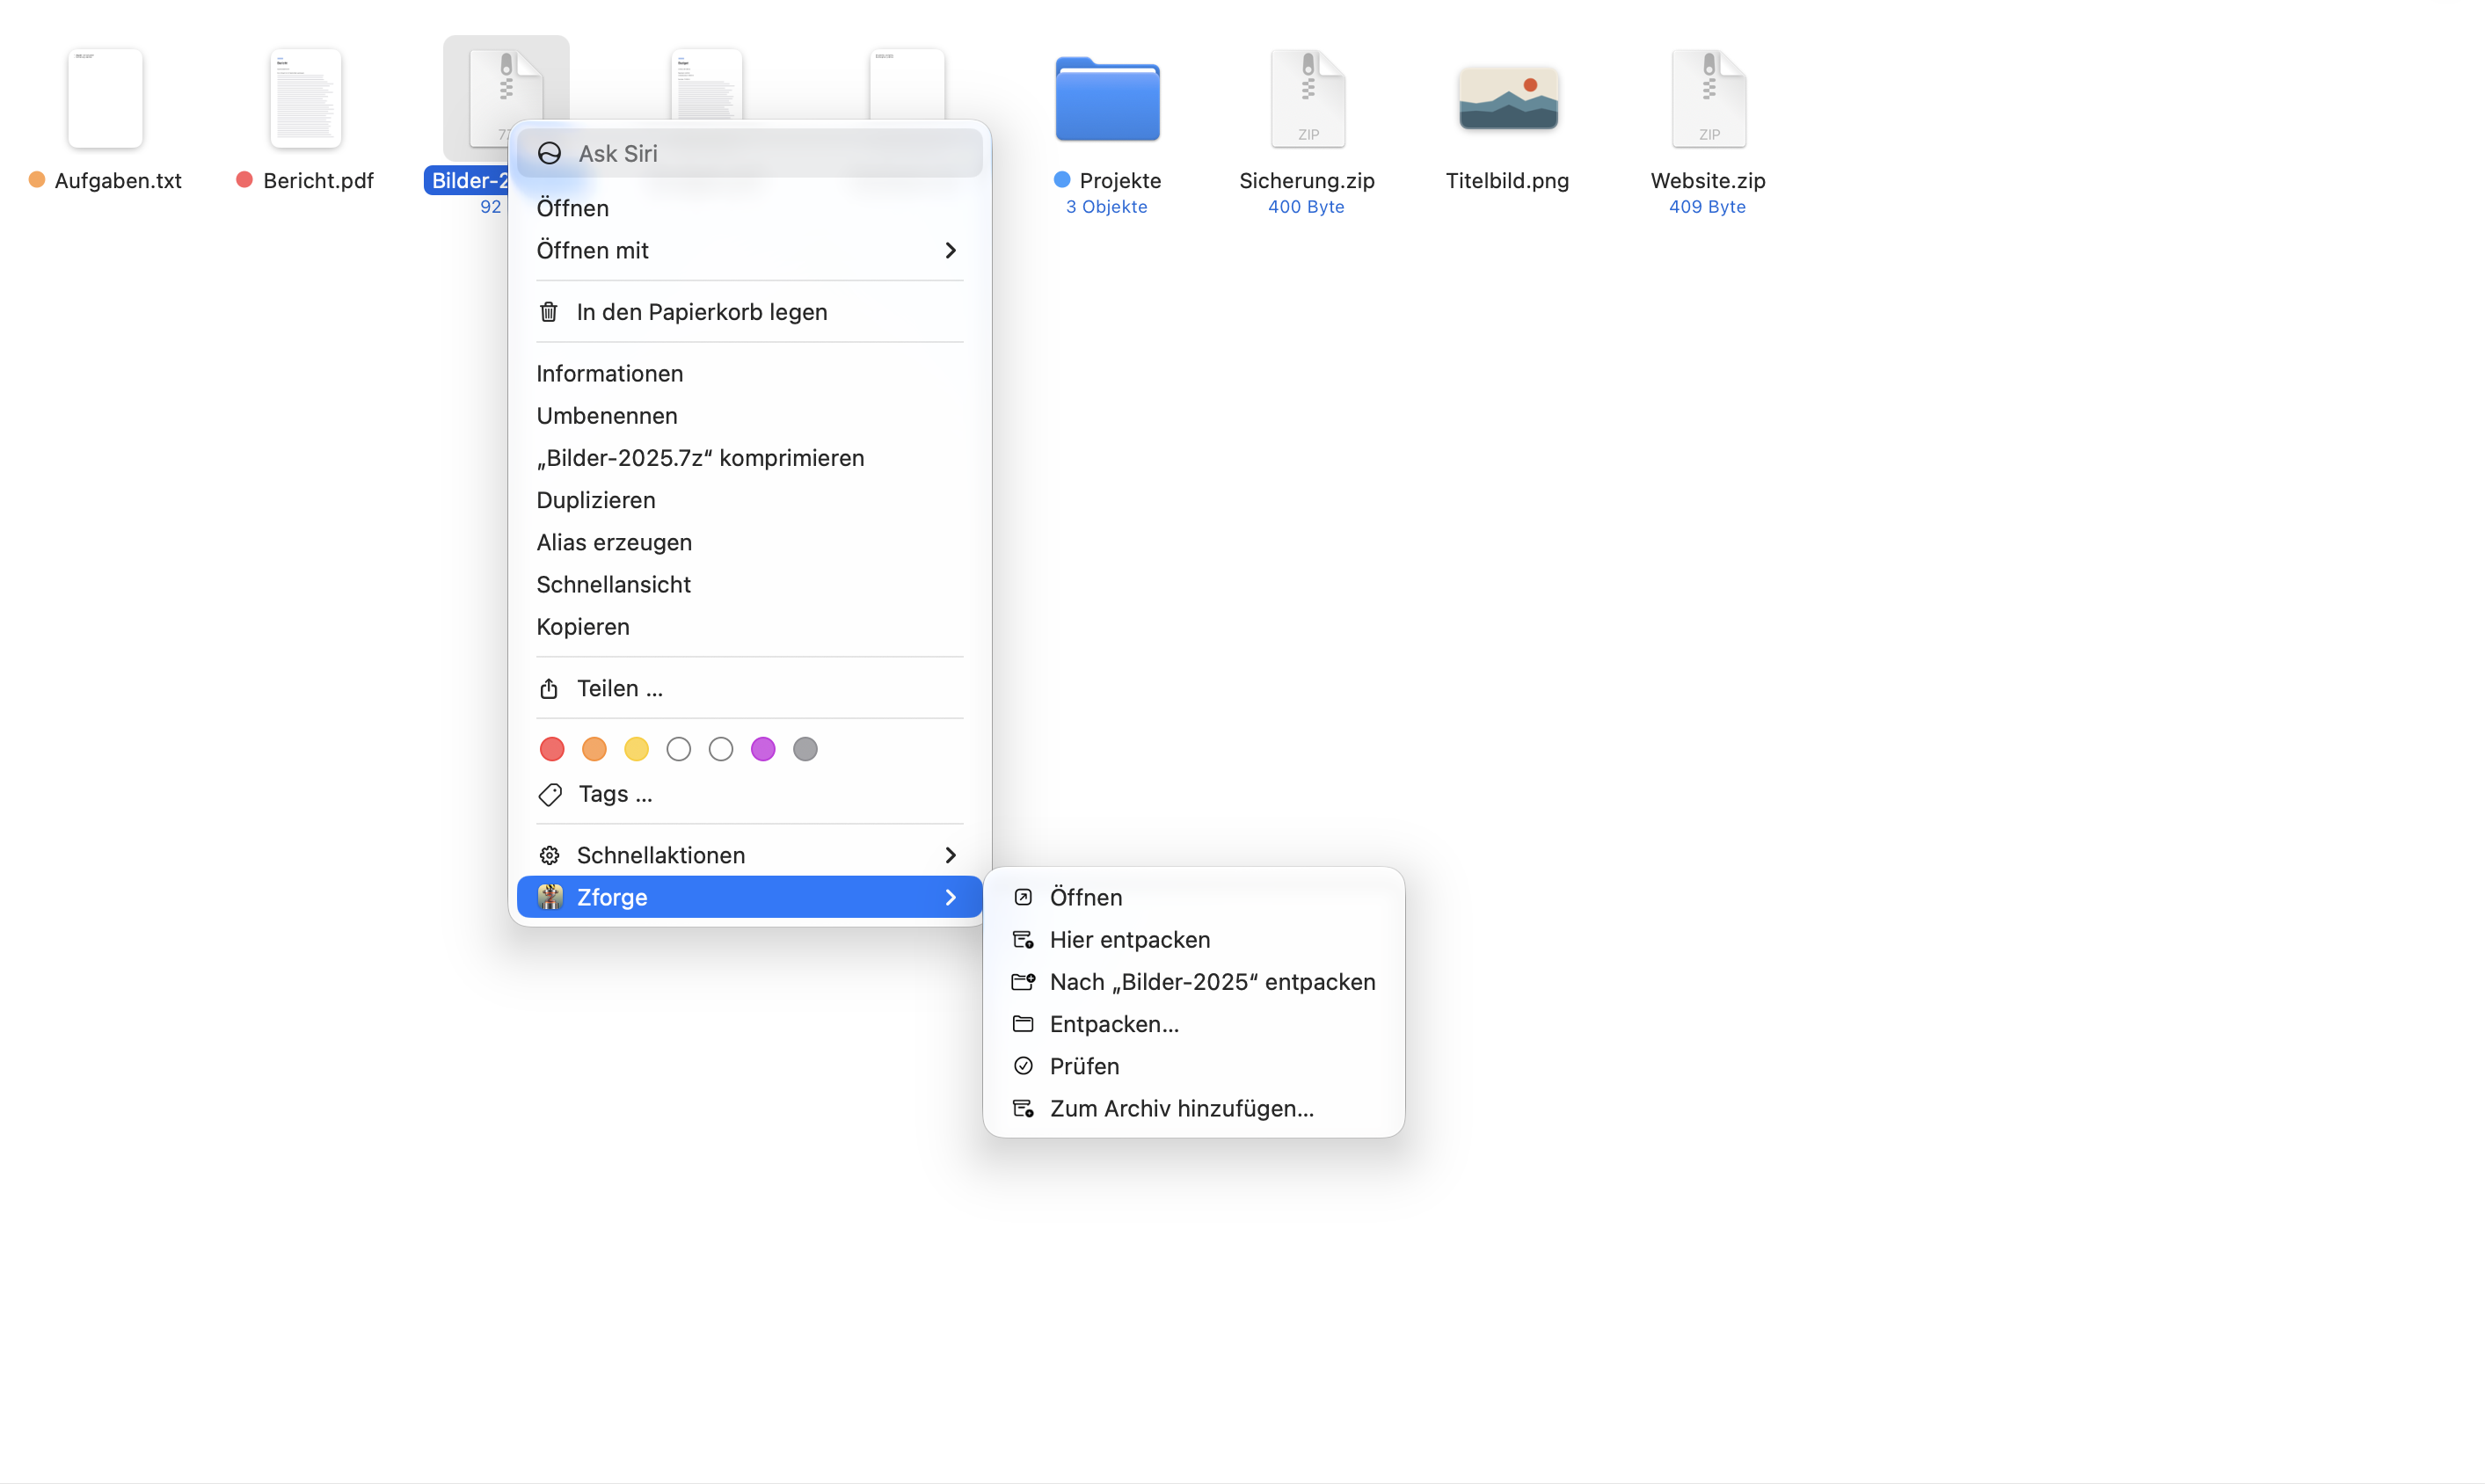 Aufgaben.txt
Bericht.pdf
Projekte
3 Objekte
ZIP
Sicherung.zip
400 Byte
Titelbild.png
ZIP
Website.zip
409 Byte
92
Ask Siri
Öffnen
Öffnen mit
In den Papierkorb legen
Informationen
Umbenennen
„Bilder-2025.7z“ komprimieren
Duplizieren
Alias erzeugen
Schnellansicht
Kopieren
Teilen ...
Tags ...
Schnellaktionen
Zforge
Öffnen
Hier entpacken
Nach „Bilder-2025“ entpacken
Entpacken...
Prüfen
Zum Archiv hinzufügen...